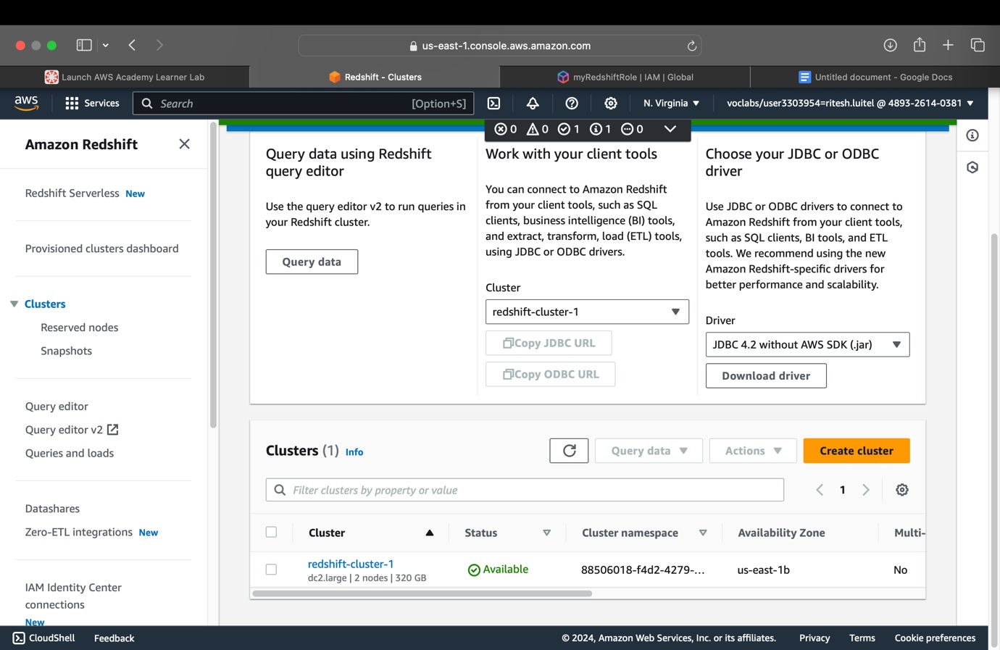 us-east-1.console.aws.amazon.com
Launch AWS Academy Learner Lab
Redshift - Clusters
myRedshiftRole | IAM | Global
Untitled document - Google Docs
aws
Services
Search
[Option+S]
N. Virginia
voclabs/user3303954=ritesh.luitel @ 4893-2614-0381
0
0
1
1
0
Amazon Redshift
Redshift Serverless New
Provisioned clusters dashboard
Clusters
Reserved nodes
Snapshots
Query editor
Query editor v2
Queries and loads
Datashares
Zero-ETL integrations New
IAM Identity Center
connections
New
Query data using Redshift
query editor
Use the query editor v2 to run queries in
your Redshift cluster.
Query data
Work with your client tools
You can connect to Amazon Redshift
from your client tools, such as SQL
clients, business intelligence (BI) tools,
and extract, transform, load (ETL) tools,
using JDBC or ODBC drivers.
Cluster
redshift-cluster-1
Copy JDBC URL
Copy ODBC URL
Choose your JDBC or ODBC
driver
Use JDBC or ODBC drivers to connect to
Amazon Redshift from your client tools,
such as SQL clients, BI tools, and ETL
tools. We recommend using the new
Amazon Redshift-specific drivers for
better performance and scalability.
Driver
JDBC 4.2 without AWS SDK (.jar)
Download driver
Clusters (1) Info
Query data
Actions
Create cluster
Filter clusters by property or value
1
Cluster
Status
Cluster namespace
Availability Zone
Multi-
redshift-cluster-1
dc2.large | 2 nodes | 320 GB
Available
88506018-f4d2-4279-...
us-east-1b
No
CloudShell
Feedback
© 2024, Amazon Web Services, Inc. or its affiliates.
Privacy
Terms
Cookie preferences